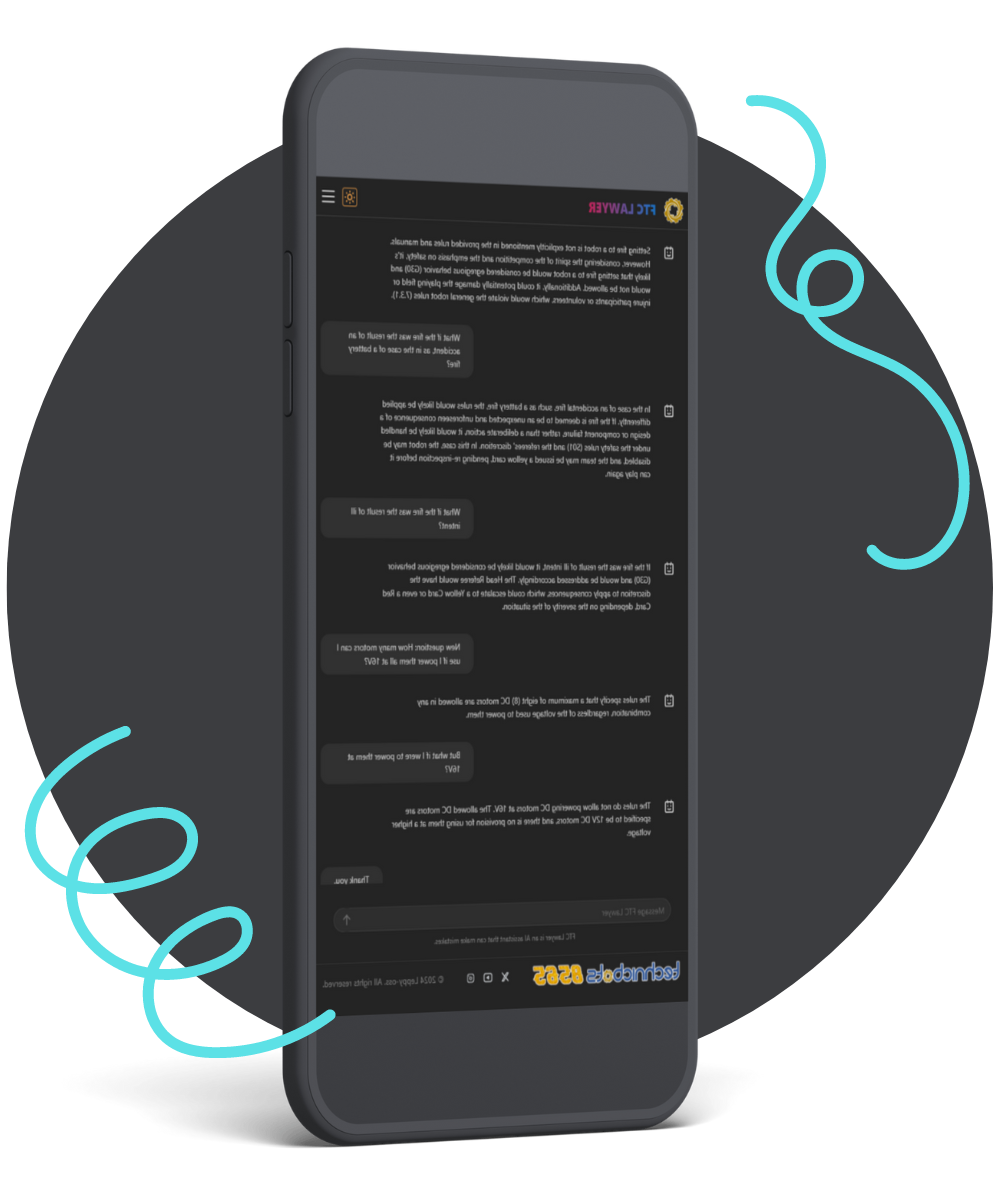 FTC LAWYER
Setting fire to a robot is not explicitly mentioned in the provided rules and manuals.
However, considering the spirit of the competition and the emphasis on safety, it's
likely that setting fire to a robot would be considered egregious behavior (G30) and
would not be allowed. Additionally, it could potentially damage the playing field or
injure participants or volunteers, which would violate the general robot rules (7.3.1).
What if the fire was the result of an
accident, as in the case of a battery
fire?
In the case of an accidental fire, such as a battery fire, the rules would likely be applied
differently. If the fire is deemed to be an unexpected and unforeseen consequence of a
design or component failure, rather than a deliberate action, it would likely be handled
under the safety rules (S01) and the referees' discretion. In this case, the robot may be
disabled, and the team may be issued a yellow card, pending re-inspection before it
can play again.
What if the fire was the result of ill
intent?
If the fire was the result of ill intent, it would likely be considered egregious behavior
(G30) and would be addressed accordingly. The Head Referee would have the
discretion to apply consequences, which could escalate to a Yellow Card or even a Red
Card, depending on the severity of the situation.
New question: How many motors can I
use if I power them all at 16V?
The rules specify that a maximum of eight (8) DC motors are allowed in any
combination, regardless of the voltage used to power them.
But what if I were to power them at
16V?
The rules do not allow powering DC motors at 16V. The allowed DC motors are
specified to be 12V DC motors, and there is no provision for using them at a higher
voltage.
Thank you.
Message FTC Lawyer
FTC Lawyer is an AI assistant that can make mistakes.
technicbots 8565
© 2024 Lappy-oss. All rights reserved.